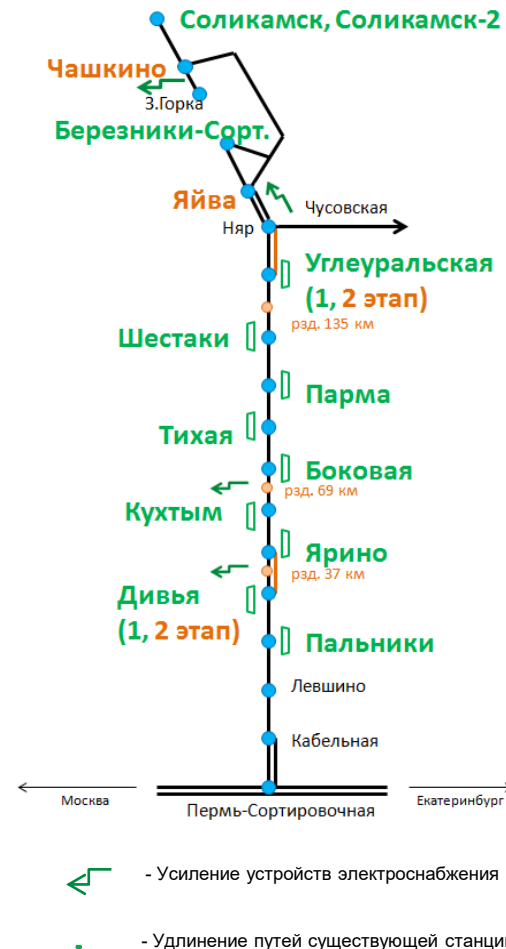 Соликамск, Соликамск-2
Чашкино
З.Горка
Березники-Сорт.
Яйва
Чусовская
Няр
Углеуральская
(1, 2 этап)
рзд. 135 км
Шестаки
Парма
Тихая
Боковая
рзд. 69 км
Кухтым
Ярино
рзд. 37 км
Дивья
(1, 2 этап)
Пальники
Левшино
Кабельная
Москва
Пермь-Сортировочная
Екатеринбург
- Усиление устройств электроснабжения
- Удлинение путей существующей станции